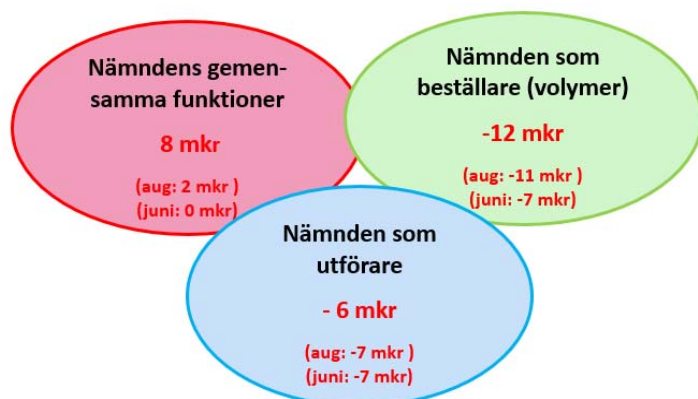 Nämndens gemen-
samma funktioner
8 mkr
(aug: 2 mkr )
(juni: 0 mkr)
Nämnden som
beställare (volymer)
-12 mkr
(aug: -11 mkr )
(juni: -7 mkr)
Nämnden som
utförare
- 6 mkr
(aug: -7 mkr )
(juni: -7 mkr)